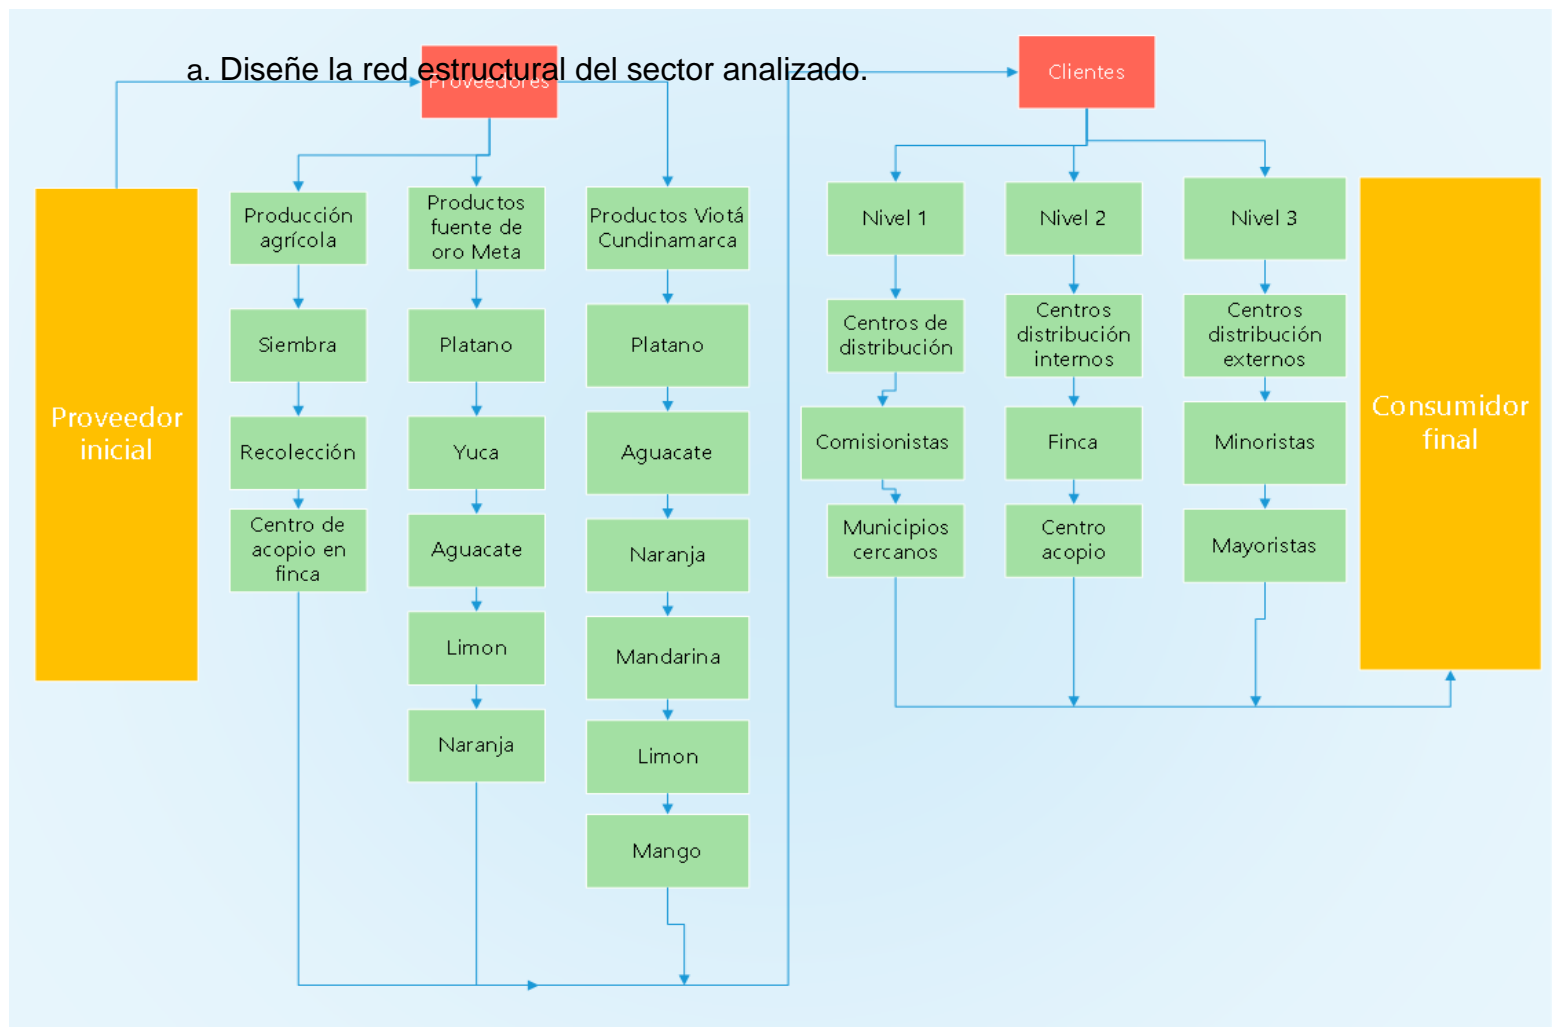 a. Diseñe la red estructural del sector analizado.
Proveedores
Clientes
Proveedor
inicial
Producción
agrícola
Siembra
Recolección
Centro de
acopio en
finca
Productos
fuente de
oro Meta
Platano
Yuca
Aguacate
Limon
Naranja
Productos Viotá
Cundinamarca
Platano
Aguacate
Naranja
Mandarina
Limon
Mango
Nivel 1
Centros de
distribución
Comisionistas
Municipios
cercanos
Nivel 2
Centros
distribución
internos
Finca
Centro
acopio
Nivel 3
Centros
distribución
externos
Minoristas
Mayoristas
Consumidor
final